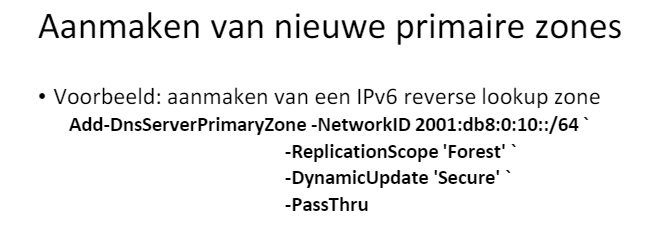 Aanmaken van nieuwe primaire zones
• Voorbeeld: aanmaken van een IPv6 reverse lookup zone
Add-DnsServerPrimaryZone -NetworkID 2001:db8:0:10::/64 `
-ReplicationScope 'Forest' `
-DynamicUpdate 'Secure' `
-PassThru